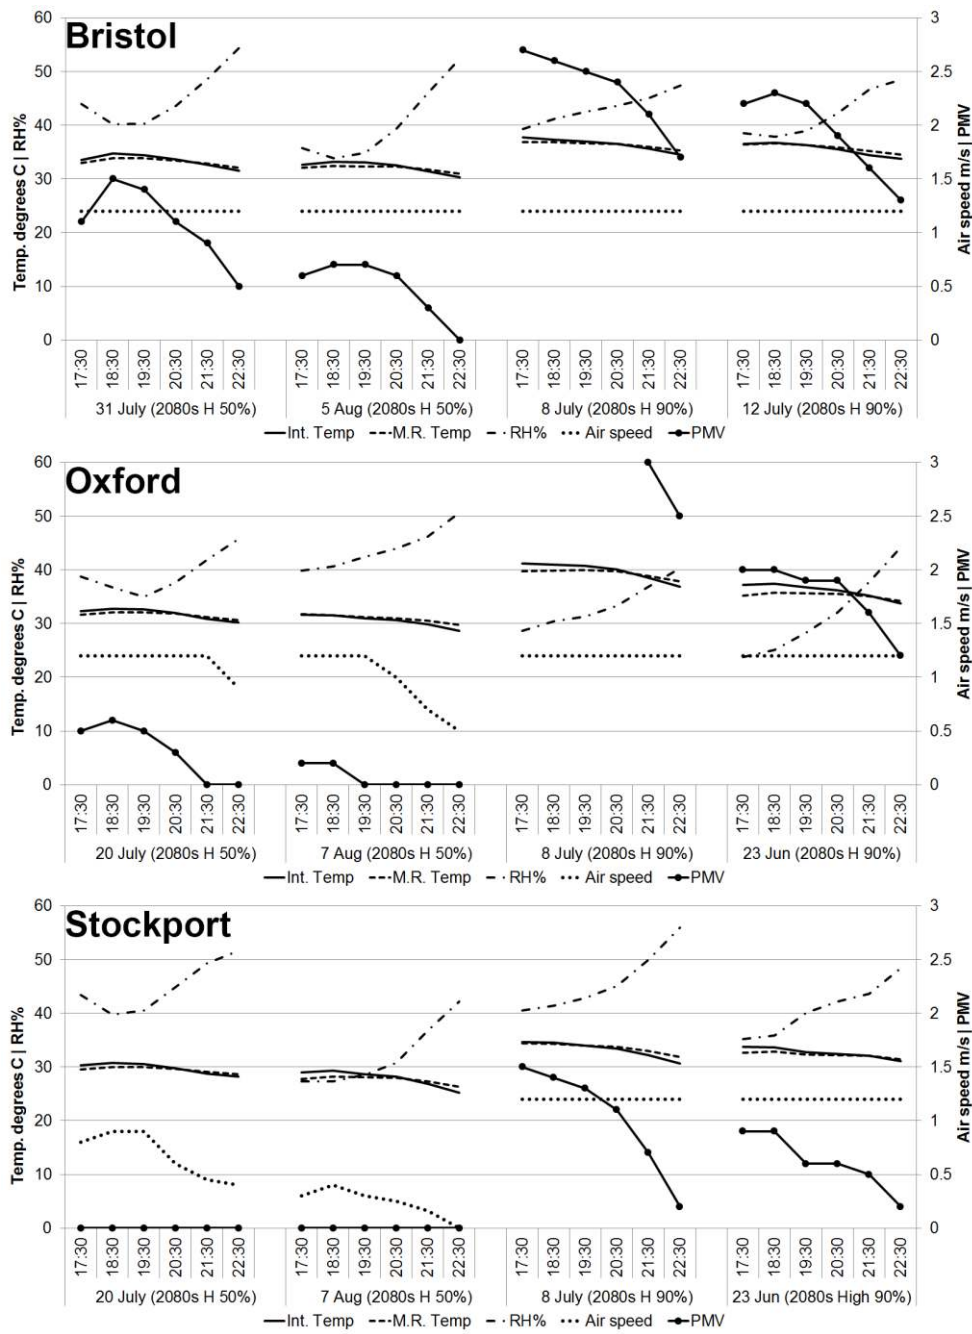 Bristol
Temp. degrees C | RH%
60
50
40
30
20
10
0
3
2.5
2
1.5
1
0.5
0
Air speed m/s | PMV
17:30 18:30 19:30 20:30 21:30 22:30 17:30 18:30 19:30 20:30 21:30 22:30 17:30 18:30 19:30 20:30 21:30 22:30 17:30 18:30 19:30 20:30 21:30 22:30
31 July (2080s H 50%) 5 Aug (2080s H 50%) 8 July (2080s H 90%) 12 July (2080s H 90%)
Int. Temp M.R. Temp RH% Air speed PMV
Oxford
Temp. degrees C | RH%
60
50
40
30
20
10
0
3
2.5
2
1.5
1
0.5
0
Air speed m/s | PMV
17:30 18:30 19:30 20:30 21:30 22:30 17:30 18:30 19:30 20:30 21:30 22:30 17:30 18:30 19:30 20:30 21:30 22:30 17:30 18:30 19:30 20:30 21:30 22:30
20 July (2080s H 50%) 7 Aug (2080s H 50%) 8 July (2080s H 90%) 23 Jun (2080s H 90%)
Int. Temp M.R. Temp RH% Air speed PMV
Stockport
Temp. degrees C | RH%
60
50
40
30
20
10
0
3
2.5
2
1.5
1
0.5
0
Air speed m/s | PMV
17:30 18:30 19:30 20:30 21:30 22:30 17:30 18:30 19:30 20:30 21:30 22:30 17:30 18:30 19:30 20:30 21:30 22:30 17:30 18:30 19:30 20:30 21:30 22:30
20 July (2080s H 50%) 7 Aug (2080s H 50%) 8 July (2080s H 90%) 23 Jun (2080s High 90%)
Int. Temp M.R. Temp RH% Air speed PMV